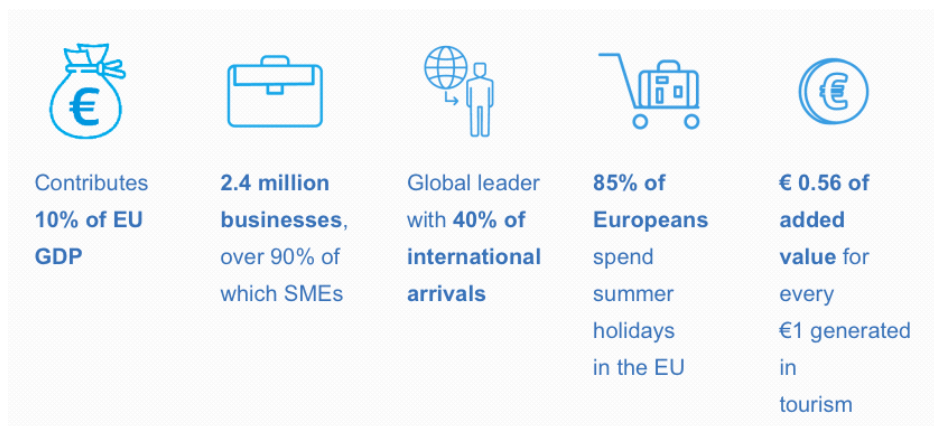 €
€
Contributes
10% of EU
GDP
2.4 million
businesses,
over 90% of
which SMEs
Global leader
with 40% of
international
arrivals
85% of
Europeans
spend
summer
holidays
in the EU
€ 0.56 of
added
value for
every
€1 generated
in
tourism